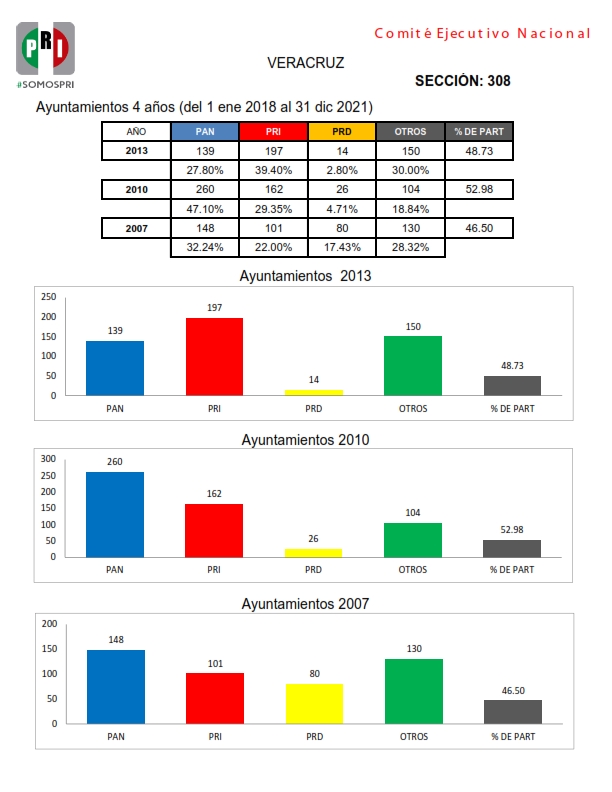 Comité Ejecutivo Nacional
PRI
#SOMOSPRI
VERACRUZ
SECCIÓN: 308
Ayuntamientos 4 años (del 1 ene 2018 al 31 dic 2021)
AÑO PAN PRI PRD OTROS % DE PART
2013 139 197 14 150 48.73
27.80% 39.40% 2.80% 30.00%
2010 260 162 26 104 52.98
47.10% 29.35% 4.71% 18.84%
2007 148 101 80 130 46.50
32.24% 22.00% 17.43% 28.32%
Ayuntamientos 2013
250
200
150
100
50
0
139 197 14 150 48.73
PAN PRI PRD OTROS % DE PART
Ayuntamientos 2010
300
250
200
150
100
50
0
260 162 26 104 52.98
PAN PRI PRD OTROS % DE PART
Ayuntamientos 2007
200
150
100
50
0
148 101 80 130 46.50
PAN PRI PRD OTROS % DE PART